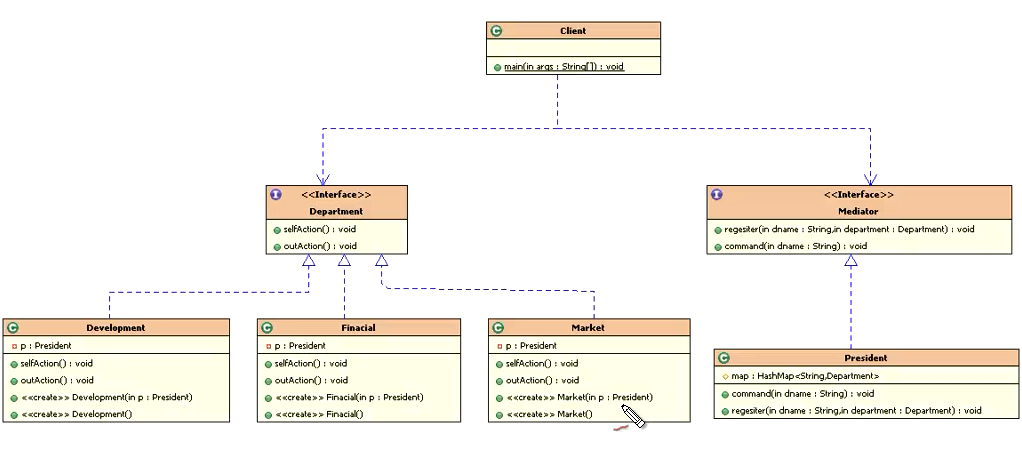 Client
main(in args : String[]) : void
<<Interface>>
Department
selfAction() : void
outAction() : void
<<Interface>>
Mediator
regesiter(in dname : String,in department : Department) : void
command(in dname : String) : void
Development
p : President
selfAction() : void
outAction() : void
<<create>> Development(in p : President)
<<create>> Development()
Finacial
p : President
selfAction() : void
outAction() : void
<<create>> Finacial(in p : President)
<<create>> Finacial()
Market
p : President
selfAction() : void
outAction() : void
<<create>> Market(in p : President)
<<create>> Market()
President
map : HashMap<String,Department>
command(in dname : String) : void
regesiter(in dname : String,in department : Department) : void